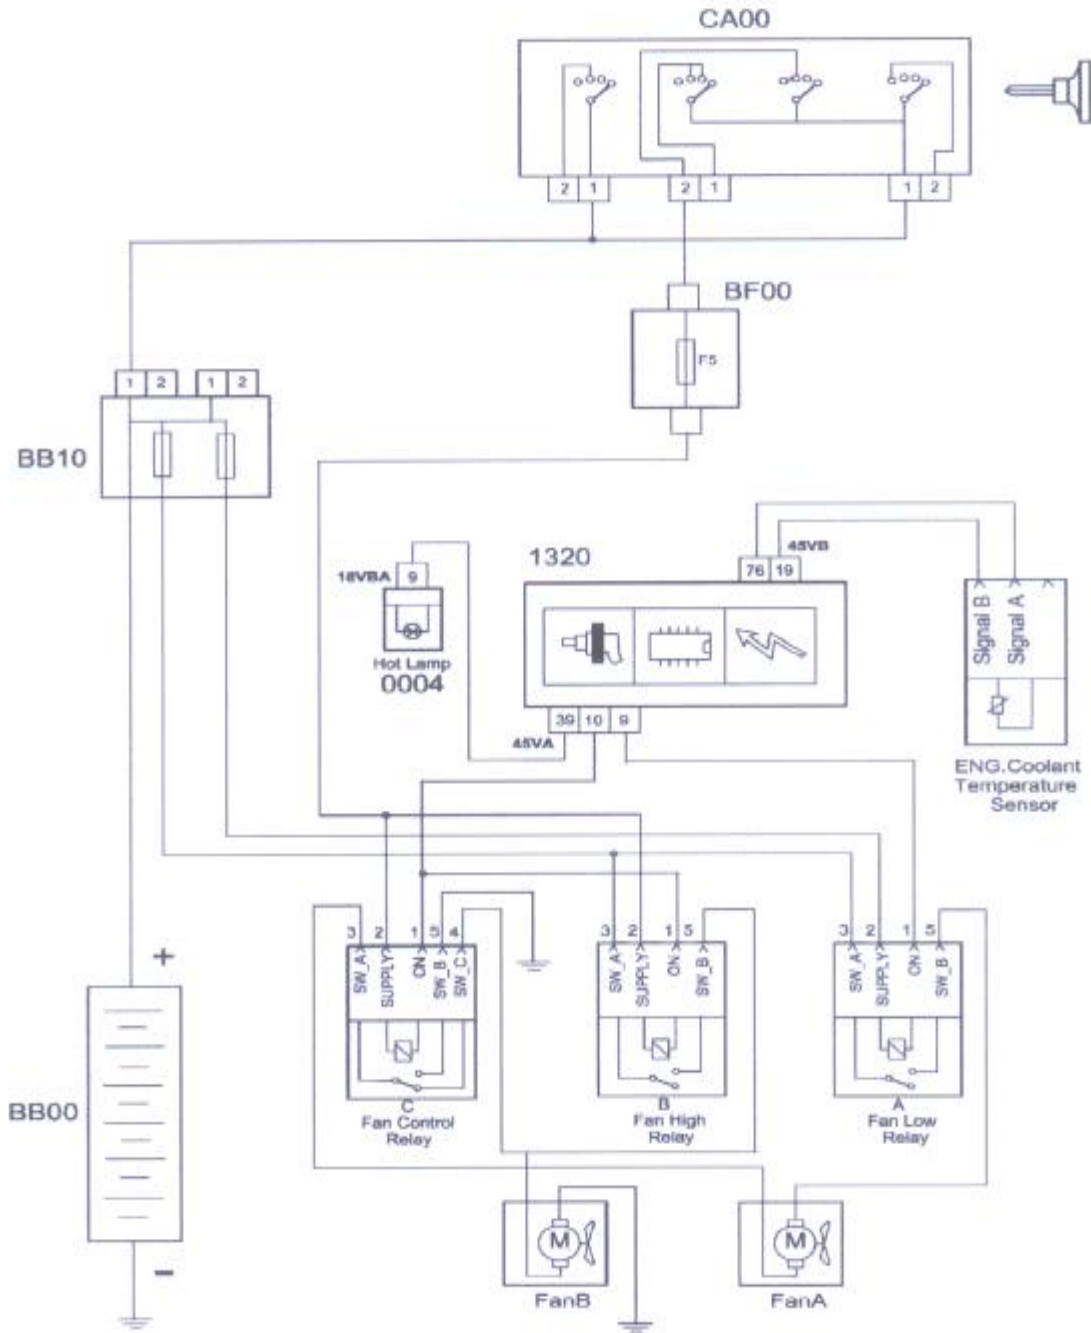 CA00
2 1 2 1 1 2
BF00
F5
1 2 1 2
BB10
1320
45VB
76 19
18VBA 9
Hot Lamp
0004
39 10 9
45VA
Signal B
Signal A
ENG.Coolant
Temperature
Sensor
3 2 1 5 4
SW_A
SUPPLY
ON
SW_B
SW_C
C
Fan Control
Relay
3 2 1 5
SW_A
SUPPLY
ON
SW_B
B
Fan High
Relay
3 2 1 5
SW_A
SUPPLY
ON
SW_B
A
Fan Low
Relay
+
BB00
−
M
FanB
M
FanA